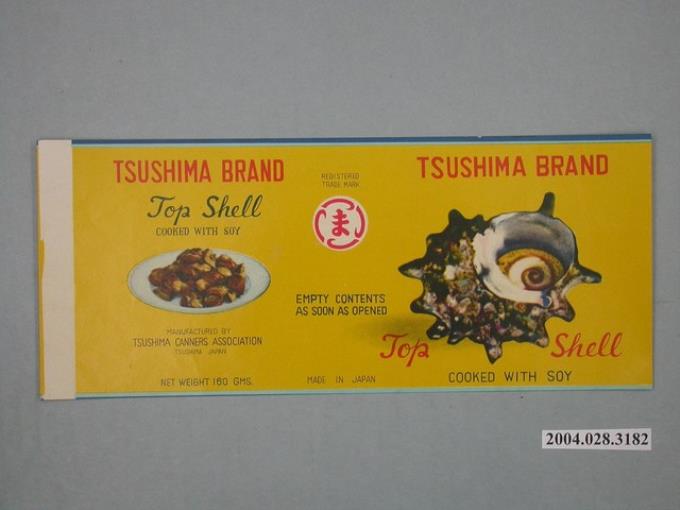 TSUSHIMA BRAND
Top Shell
COOKED WITH SOY
MANUFACTURED BY
TSUSHIMA CANNERS ASSOCIATION
TSUSHIMA JAPAN
NET WEIGHT 160 GMS.
REGISTERED
TRADE MARK
ま
EMPTY CONTENTS
AS SOON AS OPENED
MADE IN JAPAN
TSUSHIMA BRAND
Top Shell
COOKED WITH SOY
2004.028.3182